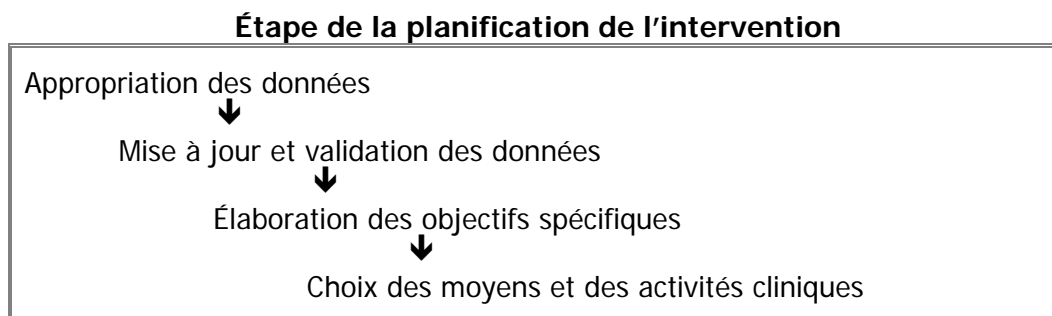 Étape de la planification de l'intervention
Appropriation des données
Mise à jour et validation des données
Élaboration des objectifs spécifiques
Choix des moyens et des activités cliniques